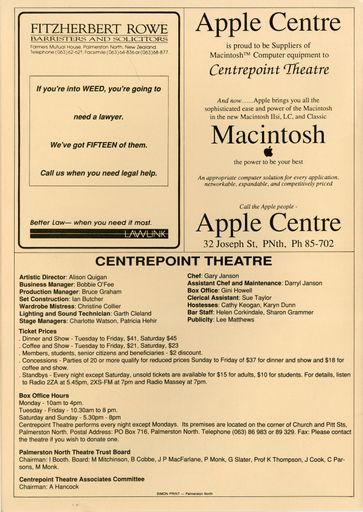 FITZHERBERT ROWE
BARRISTERS AND SOLICITORS
Farmers Mutual House, Palmerston North, New Zealand.
Telephone (063) 62-621, Facsimile (063) 64-836 or (063) 68-877
If you're into WEED, you're going to
need a lawyer.
We've got FIFTEEN of them.
Call us when you need legal help.
Better Law— when you need it most.
LAWLINK
Apple Centre
is proud to be Suppliers of
Macintosh™ Computer equipment to
Centrepoint Theatre
And now......Apple brings you all the
sophisticated ease and power of the Macintosh
in the new Macintosh IIsi, LC, and Classic
Macintosh
the power to be your best
An appropriate computer solution for every application,
networkable, expandable, and competitively priced
Call the Apple people -
Apple Centre
32 Joseph St, PNth, Ph 85-702
CENTREPOINT THEATRE
Artistic Director: Alison Quigan
Business Manager: Bobbie O'Fee
Production Manager: Bruce Graham
Set Construction: Ian Butcher
Wardrobe Mistress: Christine Collier
Lighting and Sound Technician: Garth Cleland
Stage Managers: Charlotte Watson, Patricia Hehir
Chef: Gary Janson
Assistant Chef and Maintenance: Darryl Janson
Box Office: Gini Howell
Clerical Assistant: Sue Taylor
Hostesses: Cathy Keogan, Karyn Dunn
Bar Staff: Helen Corkindale, Sharon Grammer
Publicity: Lee Matthews
Ticket Prices
. Dinner and Show - Tuesday to Friday, $41, Saturday $45
. Coffee and Show - Tuesday to Friday, $21, Saturday, $23
. Members, students, senior citizens and beneficiaries - $2 discount.
. Concessions - Parties of 20 or more qualify for reduced prices Sunday to Friday of $37 for dinner and show and $18 for
coffee and show.
. Standbys - Every night except Saturday, unsold tickets are available for $15 for adults, $10 for students. For details, listen
to Radio 2ZA at 5.45pm, 2XS-FM at 7pm and Radio Massey at 7pm.
Box Office Hours
Monday - 10am to 4pm.
Tuesday - Friday - 10.30am to 8 pm.
Saturday and Sunday - 5.30pm - 8pm
Centrepoint Theatre performs every night except Mondays. Its premises are located on the corner of Church and Pitt Sts,
Palmerston North. Postal Address: PO Box 716, Palmerston North. Telephone (063) 86 983 or 89 329. Fax: Please contact
the theatre if you wish to donate one.
Palmerston North Theatre Trust Board
Chairman: I Booth. Board: M Mitchinson, B Cobbe, J P MacFarlane, P Monk, G Slater, Prof K Thompson, J Cook, C Par-
sons, M Monk.
Centrepoint Theatre Associates Committee
Chairman: A Hancock
SIMON PRINT — Palmerston North